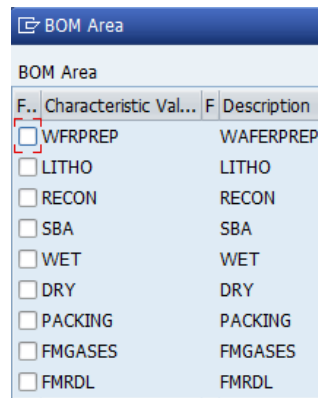 BOM Area
BOM Area
F.. Characteristic Val... F Description
WFRPREP WAFERPREP
LITHO LITHO
RECON RECON
SBA SBA
WET WET
DRY DRY
PACKING PACKING
FMGASES FMGASES
FMRDL FMRDL